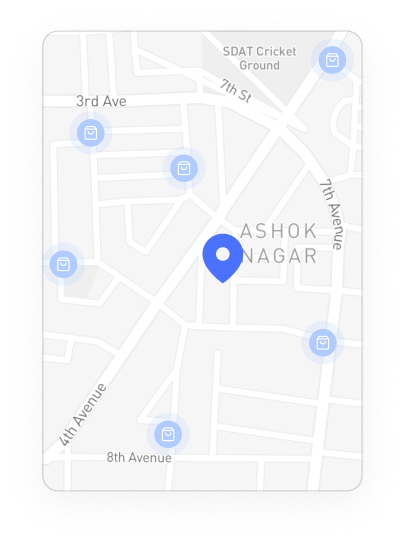 SDAT Cricket
Ground
7th St
3rd Ave
7th Avenue
ASHOK
NAGAR
4th Avenue
8th Avenue